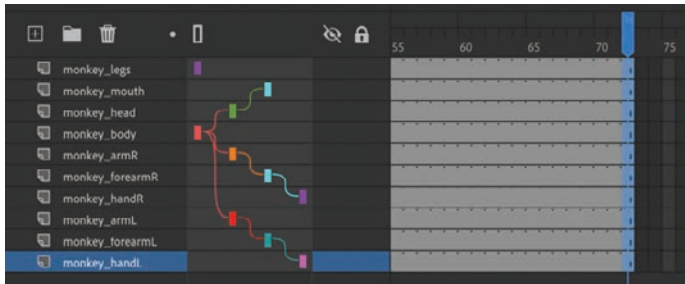 55 60 65 70 75
monkey_legs
monkey_mouth
monkey_head
monkey_body
monkey_armR
monkey_forearmR
monkey_handR
monkey_armL
monkey_forearmL
monkey_handL